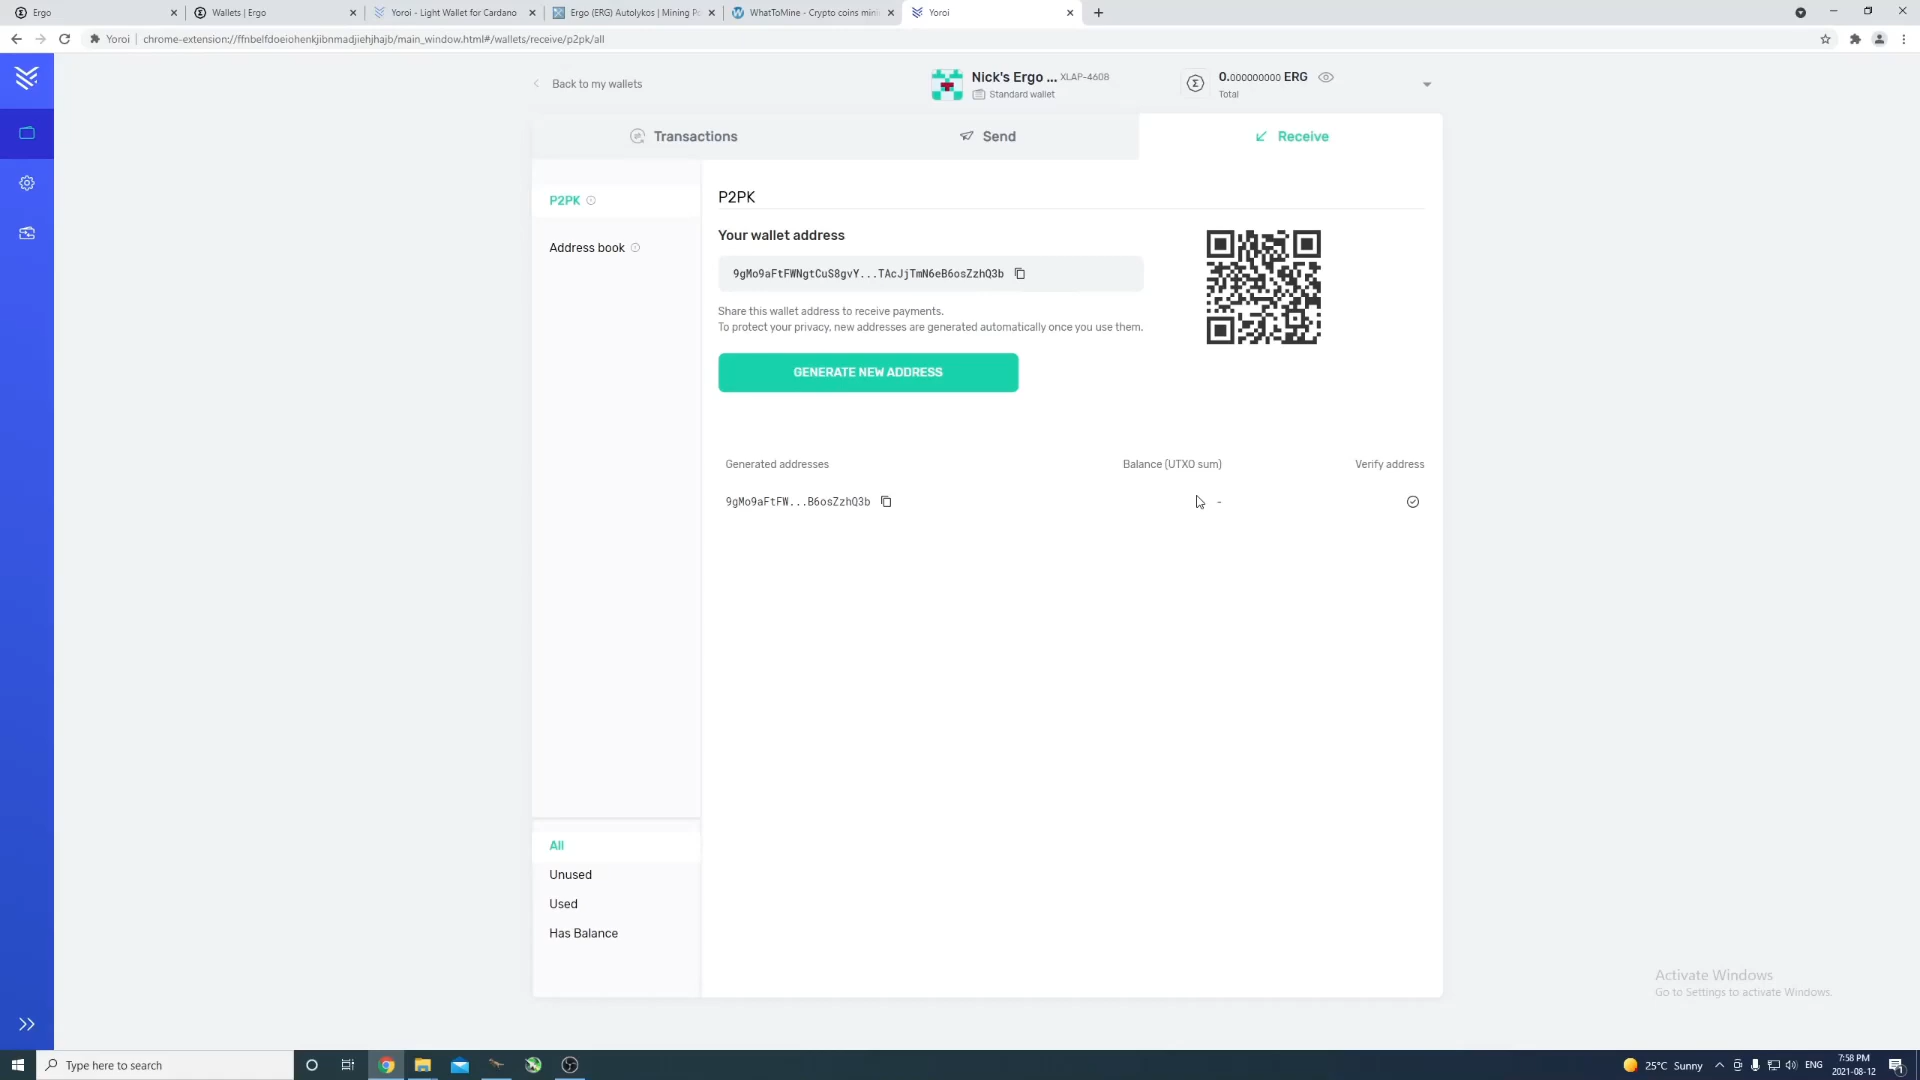 Ergo
Wallets | Ergo
Yoroi - Light Wallet for Cardano
Ergo (ERG) Autolykos | Mining Po
WhatToMine - Crypto coins mini
Yoroi
Yoroi
chrome-extension://ffnbelfdoeiohenkjibnmadjiehjhajb/main_window.html#/wallets/receive/p2pk/all
Back to my wallets
Nick's Ergo ... XLAP-4608
Standard wallet
0.000000000 ERG
Total
Transactions
Send
Receive
P2PK
Address book
P2PK
Your wallet address
9gMo9aFtFWNgtCuS8gvY...TAcJjTmN6eB6osZzhQ3b
Share this wallet address to receive payments.
To protect your privacy, new addresses are generated automatically once you use them.
GENERATE NEW ADDRESS
Generated addresses
Balance (UTXO sum)
Verify address
9gMo9aFtFW...B6osZzhQ3b
-
All
Unused
Used
Has Balance
Activate Windows
Go to Settings to activate Windows.
Type here to search
25°C Sunny
ENG
7:58 PM
2021-08-12